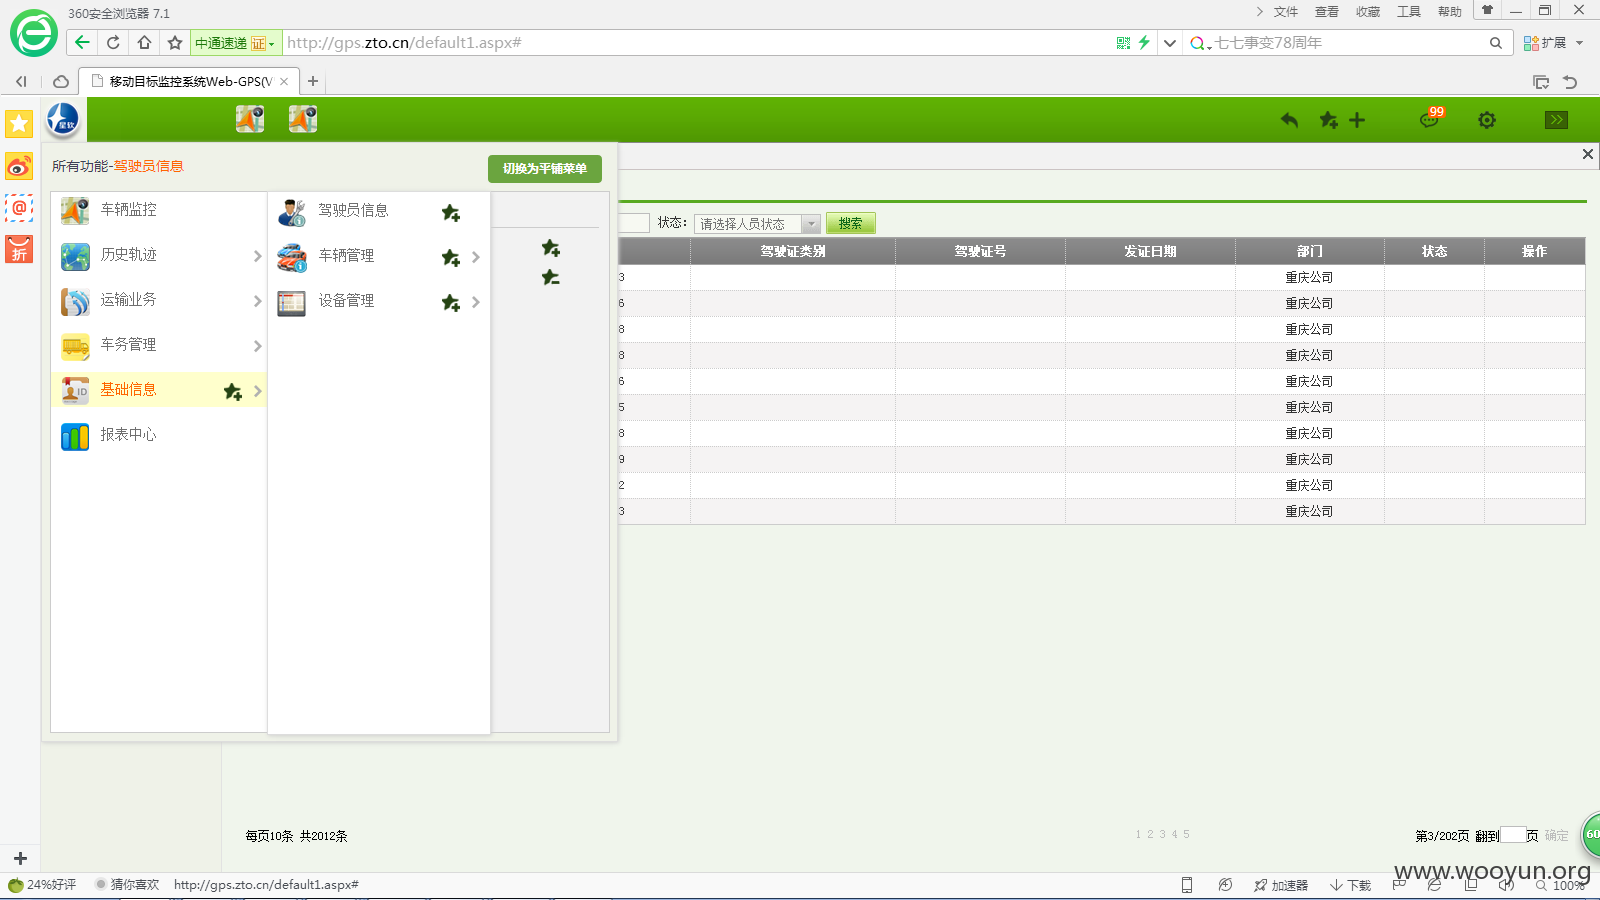 360安全浏览器 7.1
文件 查看 收藏 工具 帮助
中通速递 证 http://gps.zto.cn/default1.aspx#
七七事变78周年
扩展
移动目标监控系统Web-GPS(V
星软
99
所有功能-驾驶员信息
切换为平铺菜单
车辆监控
历史轨迹
运输业务
车务管理
基础信息
报表中心
驾驶员信息
车辆管理
设备管理
状态: 请选择人员状态 搜索
驾驶证类别 驾驶证号 发证日期 部门 状态 操作
3 重庆公司
6 重庆公司
8 重庆公司
8 重庆公司
6 重庆公司
5 重庆公司
8 重庆公司
9 重庆公司
2 重庆公司
3 重庆公司
@
折
ID
每页10条 共2012条
1 2 3 4 5
第3/202页 翻到 页 确定
60
www.wooyun.org
24%好评 猜你喜欢 http://gps.zto.cn/default1.aspx#
加速器 下载 100%